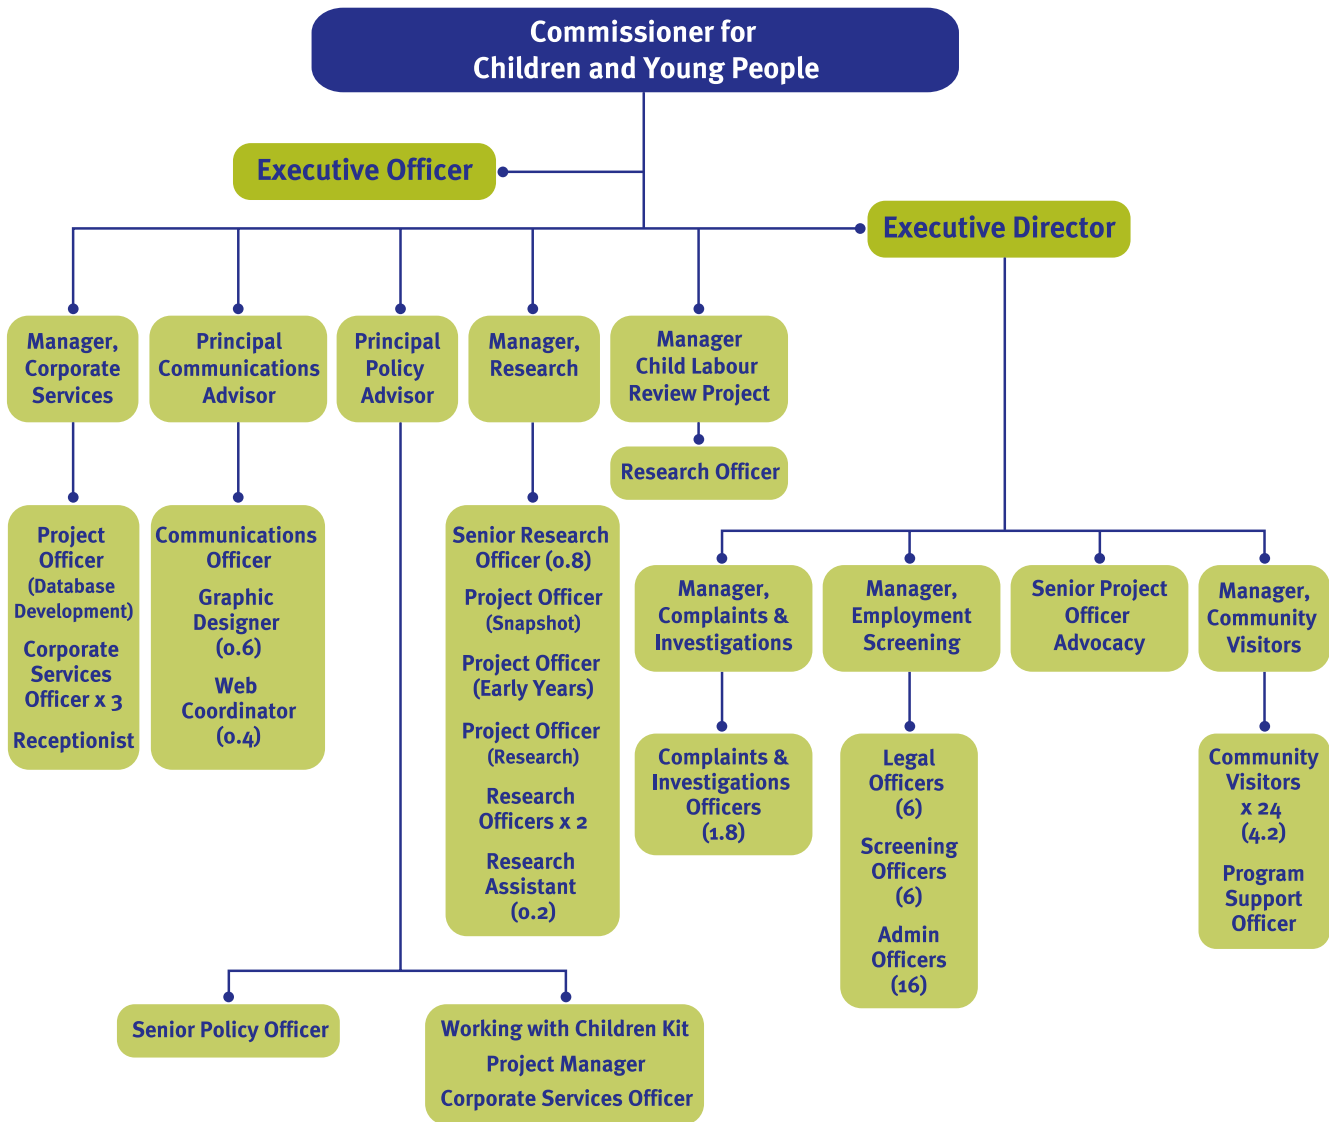 Commissioner for
Children and Young People
Executive Officer
Executive Director
Manager,
Corporate
Services
Principal
Communications
Advisor
Principal
Policy
Advisor
Manager,
Research
Manager
Child Labour
Review Project
Research Officer
Project
Officer
(Database
Development)
Corporate
Services
Officer x 3
Receptionist
Communications
Officer
Graphic
Designer
(0.6)
Web
Coordinator
(0.4)
Senior Research
Officer (0.8)
Project Officer
(Snapshot)
Project Officer
(Early Years)
Project Officer
(Research)
Research
Officers x 2
Research
Assistant
(0.2)
Manager,
Complaints &
Investigations
Manager,
Employment
Screening
Senior Project
Officer
Advocacy
Manager,
Community
Visitors
Complaints &
Investigations
Officers
(1.8)
Legal
Officers
(6)
Screening
Officers
(6)
Admin
Officers
(16)
Community
Visitors
x 24
(4.2)
Program
Support
Officer
Senior Policy Officer
Working with Children Kit
Project Manager
Corporate Services Officer